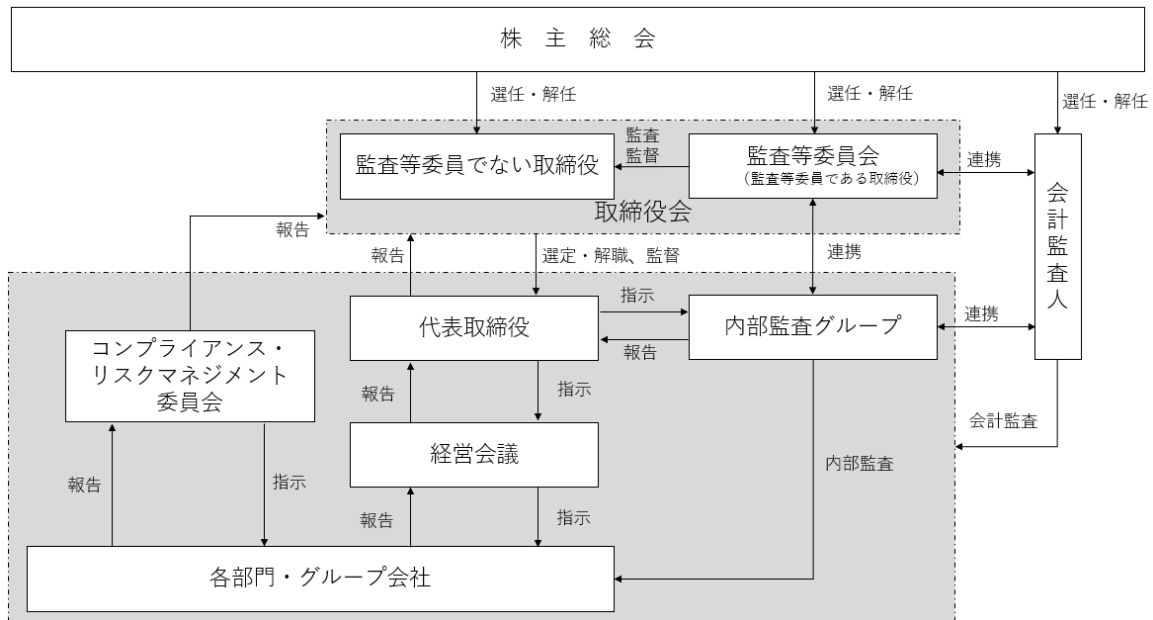 株 主 総 会
選任・解任
選任・解任
選任・解任
監査等委員でない取締役
監査
監督
監査等委員会
（監査等委員である取締役）
連携
会計監査人
取締役会
報告
報告
選定・解職、監督
連携
代表取締役
指示
報告
内部監査グループ
連携
コンプライアンス・
リスクマネジメント
委員会
報告
指示
会計監査
経営会議
内部監査
報告
指示
報告
指示
各部門・グループ会社